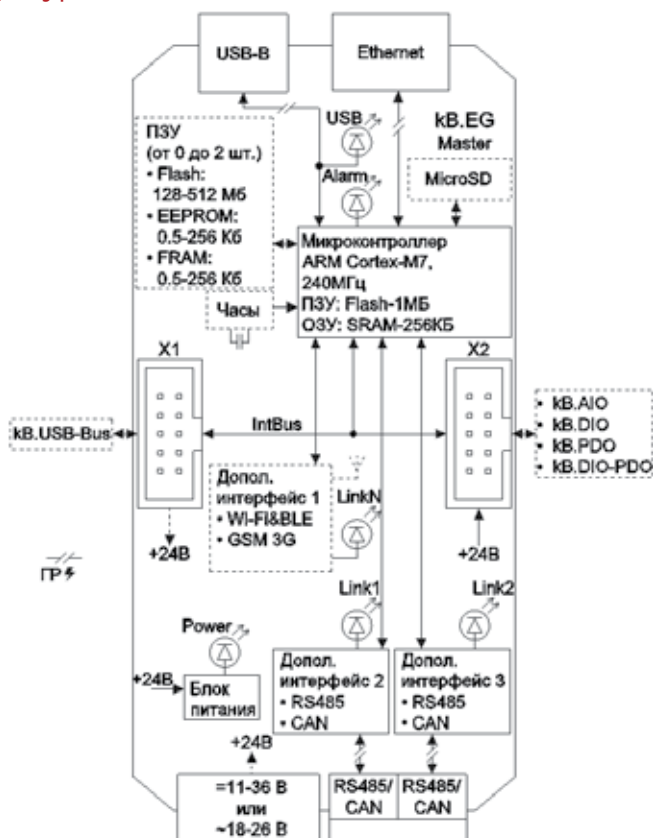 USB-B
Ethernet
ПЗУ
(от 0 до 2 шт.)
• Flash:
128-512 Мб
• EEPROM:
0.5-256 Кб
• FRAM:
0.5-256 Кб
USB
Alarm
kB.EG
Master
MicroSD
Микроконтроллер
ARM Cortex-M7,
240МГц
ПЗУ: Flash-1МБ
ОЗУ: SRAM-256КБ
Часы
X1
X2
kB.USB-Bus
IntBus
• kB.AIO
• kB.DIO
• kB.PDO
• kB.DIO-PDO
Допол.
интерфейс 1
• WI-FI&BLE
• GSM 3G
LinkN
+24В
+24В
ГР
Link1
Link2
Power
+24В
Блок
питания
Допол.
интерфейс 2
• RS485
• CAN
Допол.
интерфейс 3
• RS485
• CAN
+24В
=11-36 В
или
~18-26 В
RS485/
CAN
RS485/
CAN